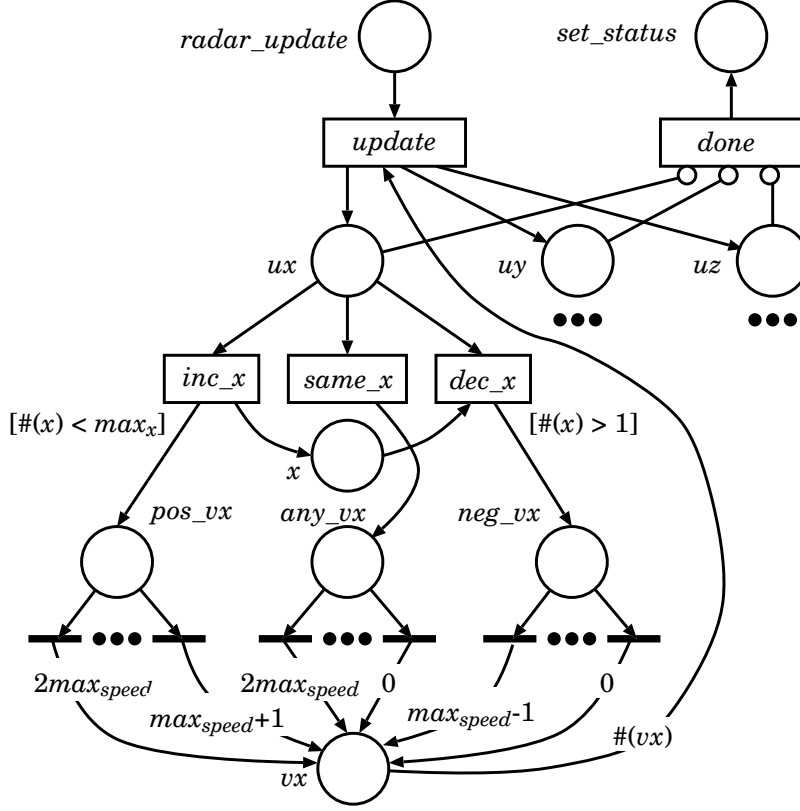 radar_update
set_status
update
done
ux
uy
uz
inc_x
same_x
dec_x
[#(x) < maxₓ]
[#(x) > 1]
x
pos_vx
any_vx
neg_vx
2max_speed
2max_speed
0
0
max_speed+1
max_speed-1
#(vx)
vx